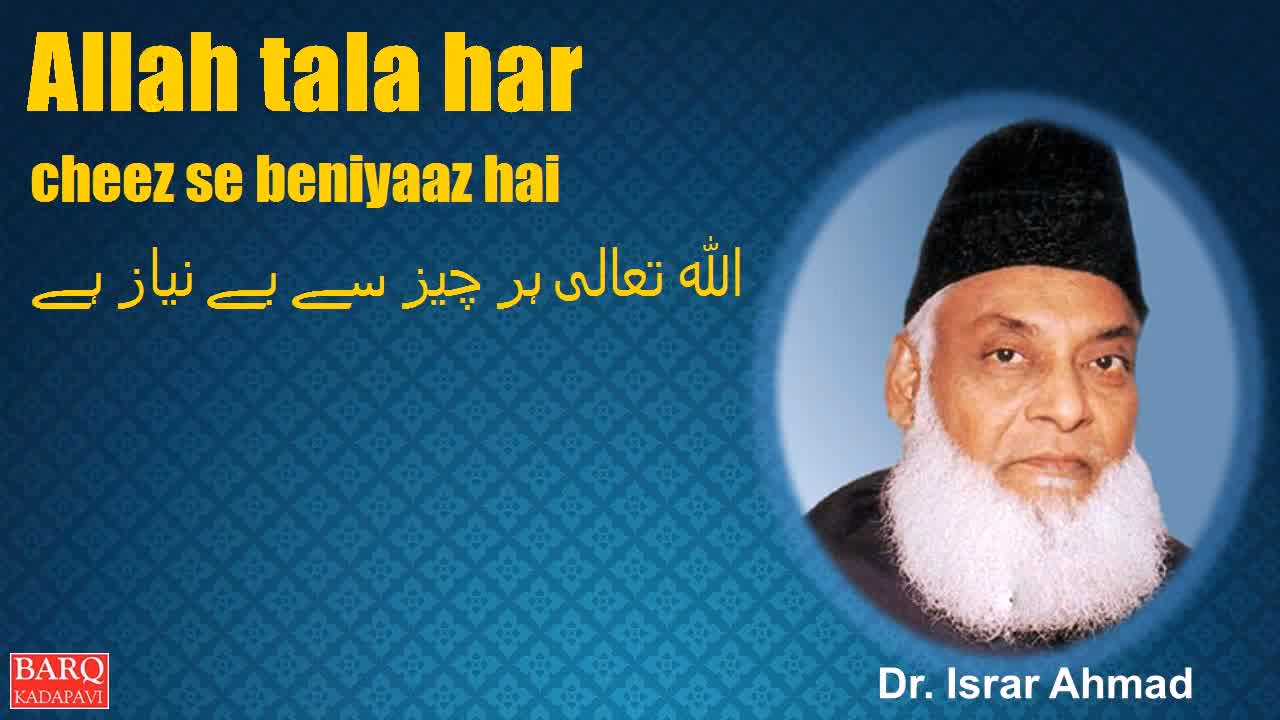 Allah tala har
cheez se beniyaaz hai
اللہ تعالی ہر چیز سے بے نیاز ہے
Dr. Israr Ahmad
BARQ
KADAPAVI